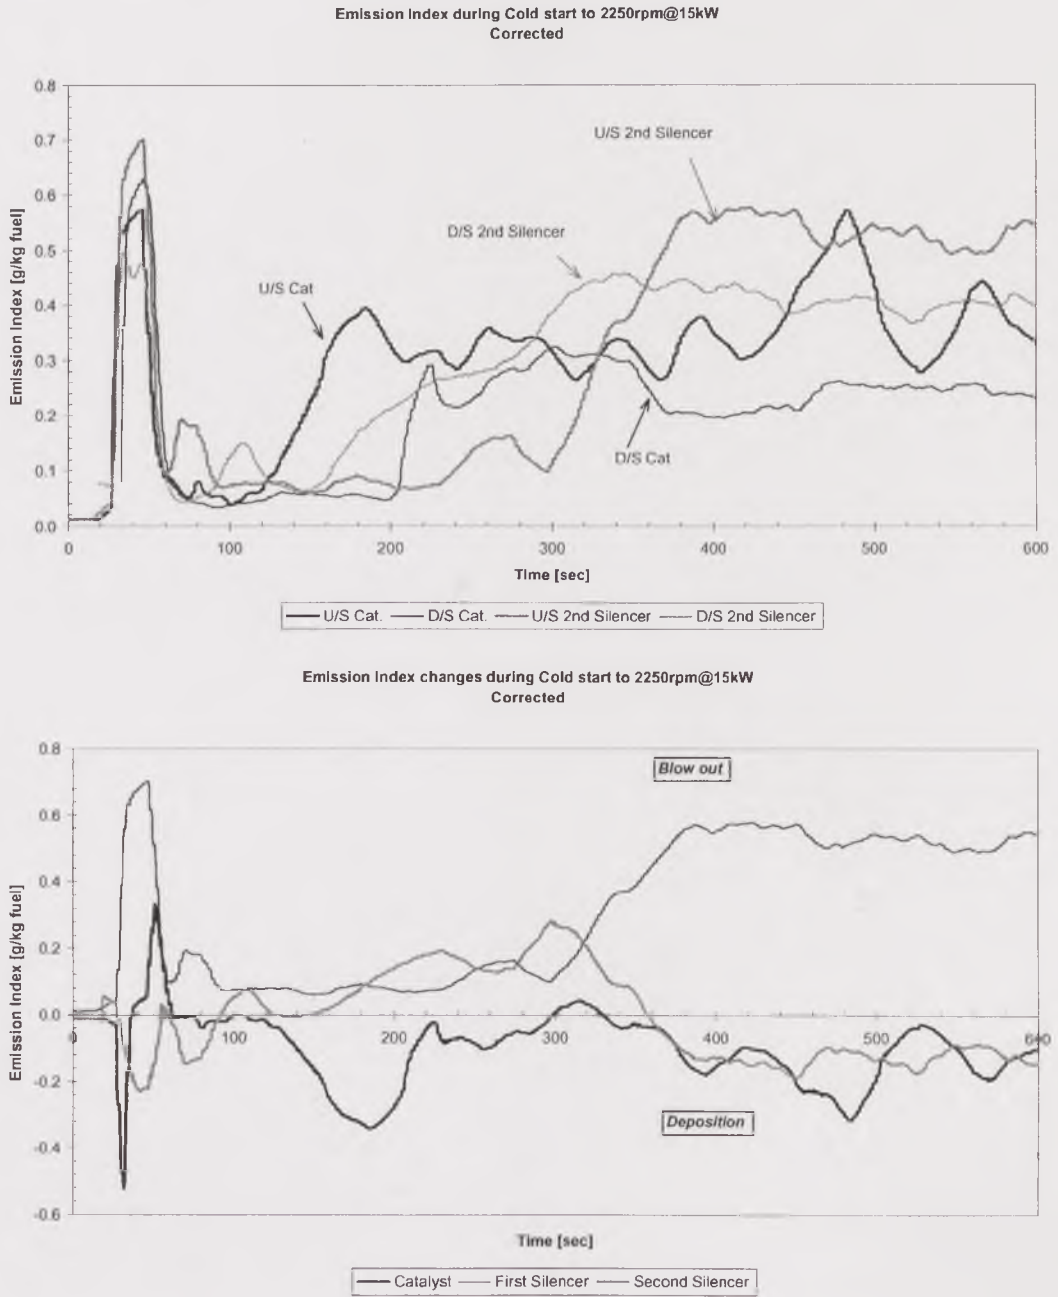 Emission Index during Cold start to 2250rpm@15kW
Corrected
0.8
0.7
0.6
0.5
0.4
0.3
0.2
0.1
0.0
Emission Index [g/kg fuel]
U/S 2nd Silencer
D/S 2nd Silencer
U/S Cat
D/S Cat
0
100
200
300
400
500
600
Time [sec]
U/S Cat. D/S Cat. U/S 2nd Silencer D/S 2nd Silencer
Emission Index changes during Cold start to 2250rpm@15kW
Corrected
0.8
0.6
0.4
0.2
0.0
-0.2
-0.4
-0.6
Emission Index [g/kg fuel]
Blow out
0
100
200
300
400
500
600
Deposition
Time [sec]
Catalyst First Silencer Second Silencer